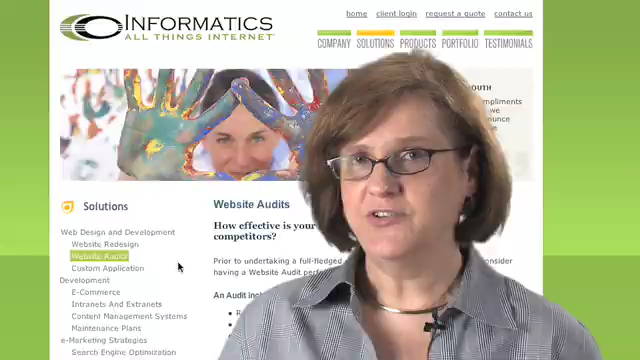 INFORMATICS
ALL THINGS INTERNET
home client login request a quote contact us
COMPANY SOLUTIONS PRODUCTS PORTFOLIO TESTIMONIALS
Solutions
Web Design and Development
Website Redesign
Website Audits
Custom Application
Development
E-Commerce
Intranets And Extranets
Content Management Systems
Maintenance Plans
e-Marketing Strategies
Search Engine Optimization
Website Audits
How effective is your
competitors?
Prior to undertaking a full-fledged
consider
having a Website Audit
An Audit